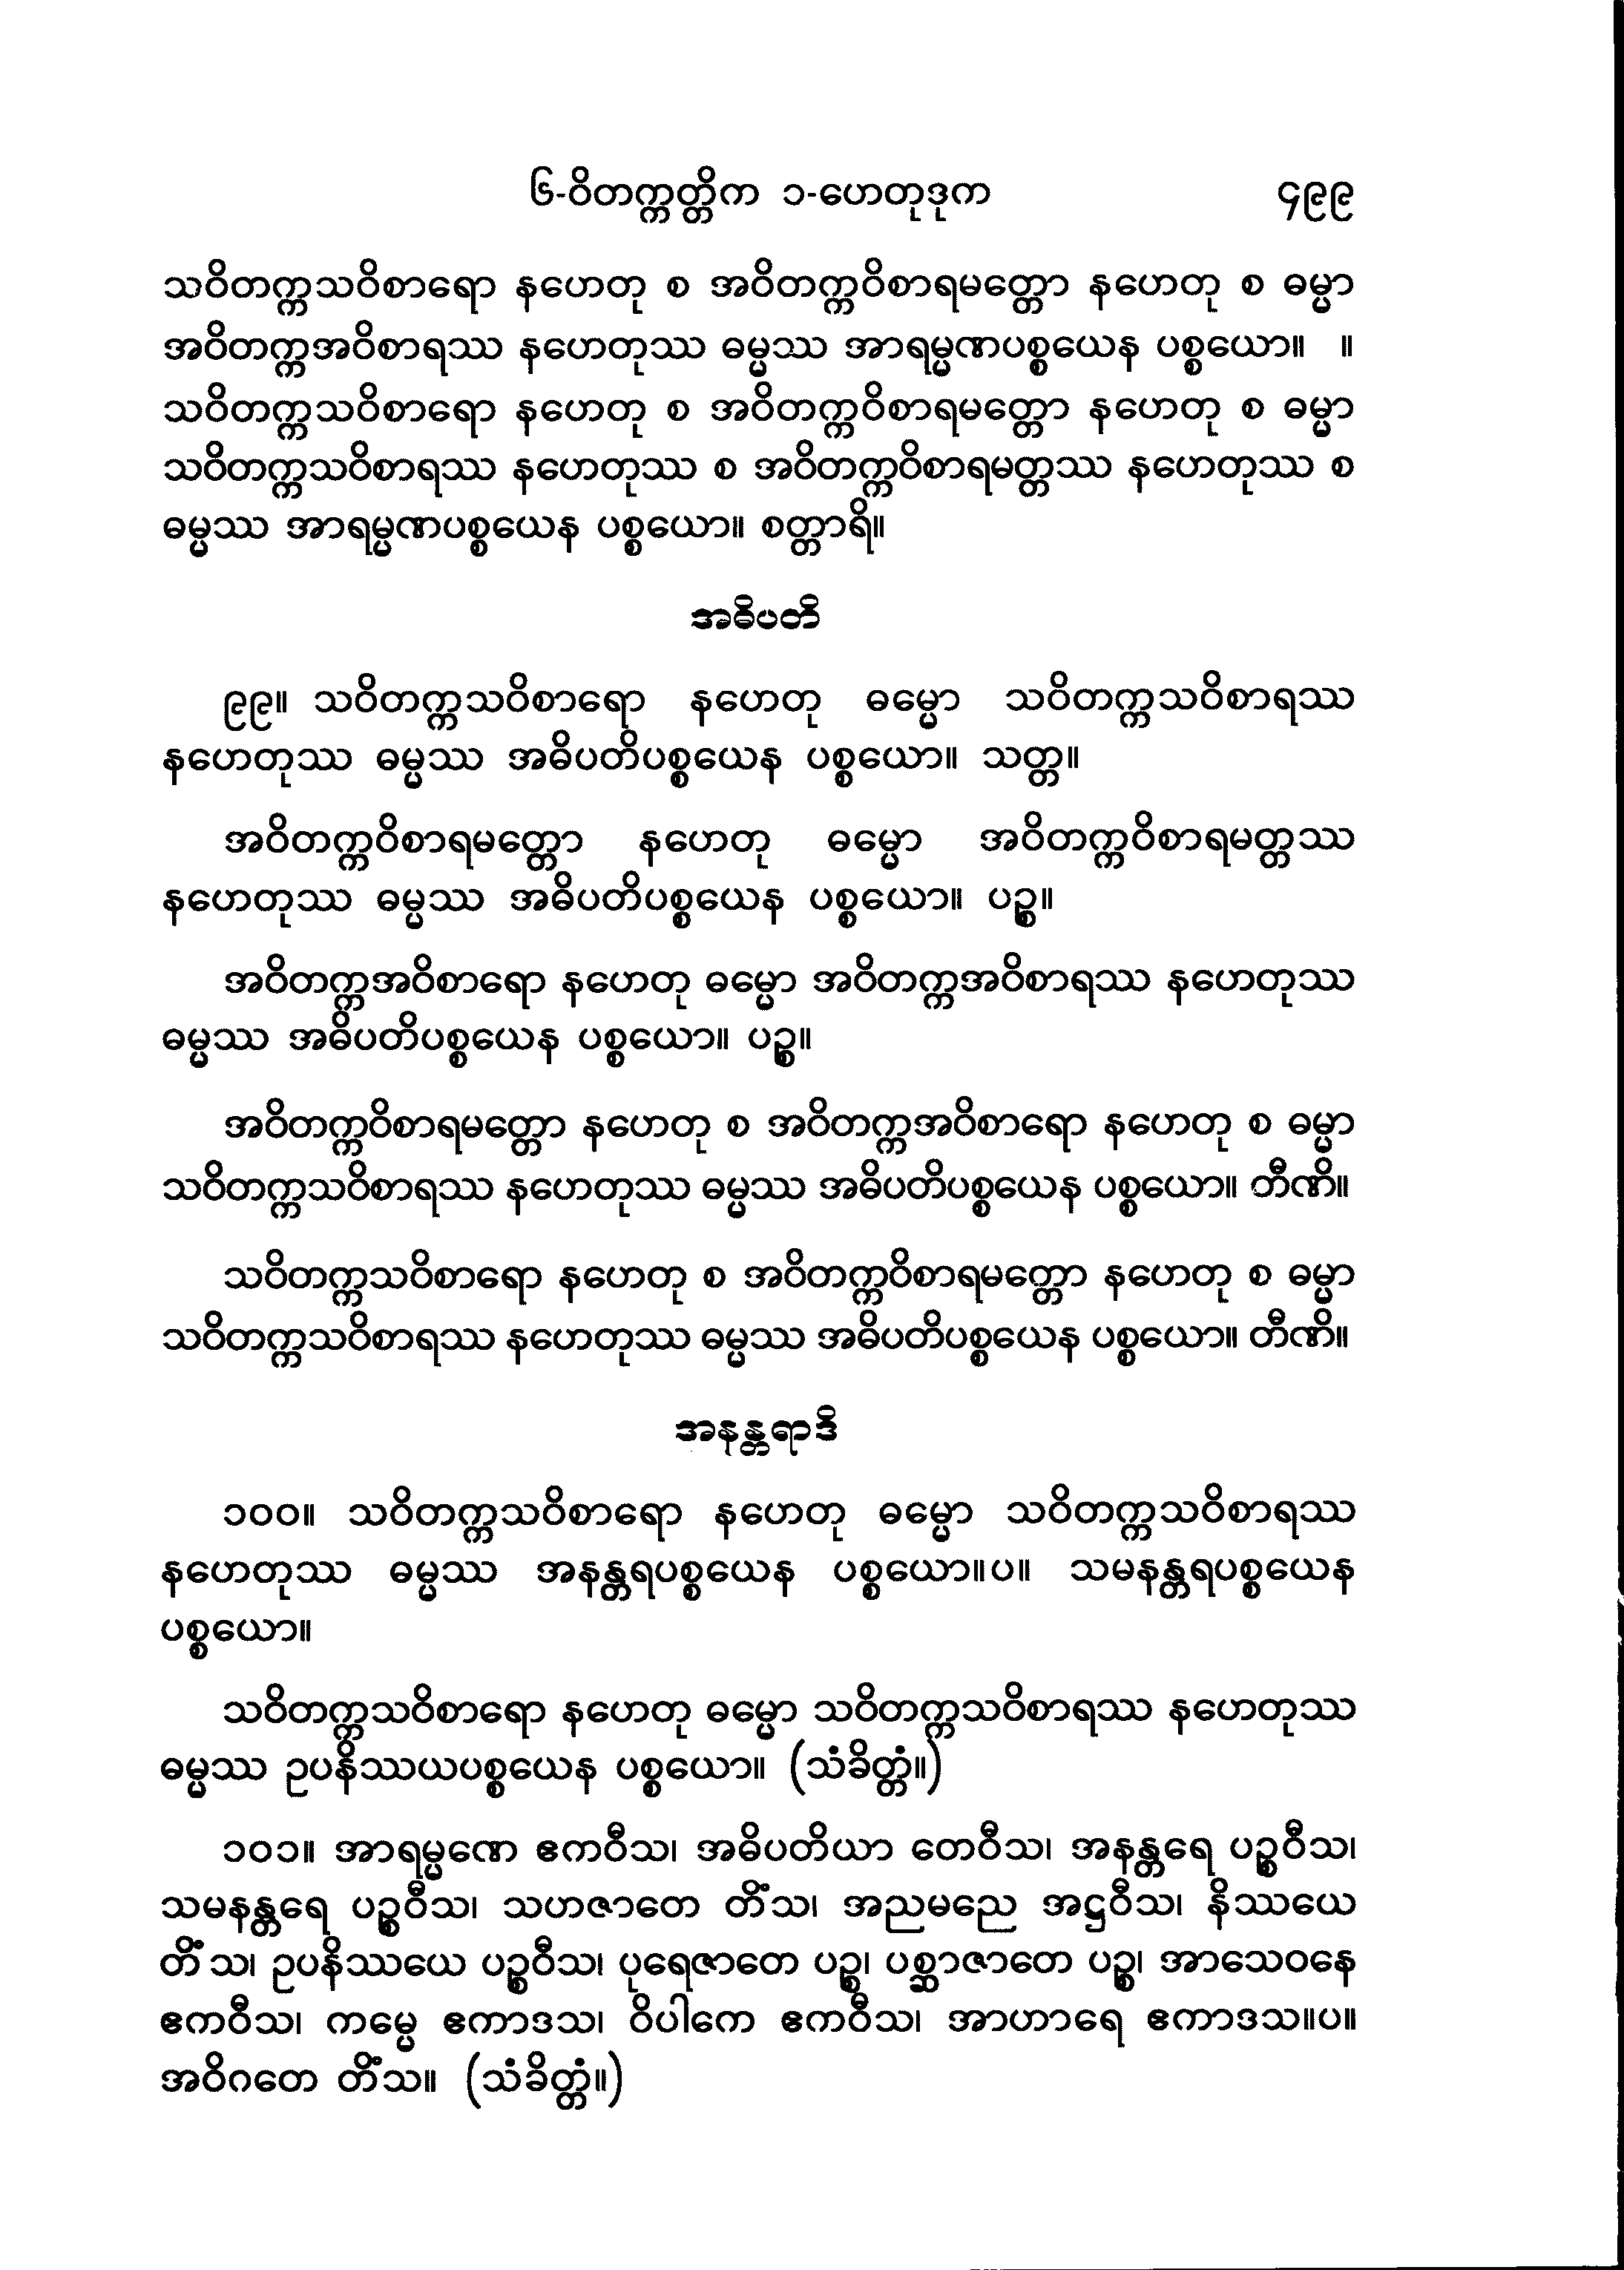 ၆-ဝိတက္ကတ္တိက ၁-ဟေတုဒုက ၄၉၉
သဝိတက္ကသဝိစာရော နဟေတု စ အဝိတက္ကဝိစာရမတ္တော နဟေတု စ ဓမ္မာ
အဝိတက္ကအဝိစာရဿ နဟေတုဿ ဓမ္မဿ အာရမ္မဏပစ္စယေန ပစ္စယော။ ။
သဝိတက္ကသဝိစာရော နဟေတု စ အဝိတက္ကဝိစာရမတ္တော နဟေတု စ ဓမ္မာ
သဝိတက္ကသဝိစာရဿ နဟေတုဿ စ အဝိတက္ကဝိစာရမတ္တဿ နဟေတုဿ စ
ဓမ္မဿ အာရမ္မဏပစ္စယေန ပစ္စယော။ စတ္တာရိ။
အဓိပတိ
၉၉။ သဝိတက္ကသဝိစာရော နဟေတု ဓမ္မော သဝိတက္ကသဝိစာရဿ
နဟေတုဿ ဓမ္မဿ အဓိပတိပစ္စယေန ပစ္စယော။ သတ္တ။
အဝိတက္ကဝိစာရမတ္တော နဟေတု ဓမ္မော အဝိတက္ကဝိစာရမတ္တဿ
နဟေတုဿ ဓမ္မဿ အဓိပတိပစ္စယေန ပစ္စယော။ ပဉ္စ။
အဝိတက္ကအဝိစာရော နဟေတု ဓမ္မော အဝိတက္ကအဝိစာရဿ နဟေတုဿ
ဓမ္မဿ အဓိပတိပစ္စယေန ပစ္စယော။ ပဉ္စ။
အဝိတက္ကဝိစာရမတ္တော နဟေတု စ အဝိတက္ကအဝိစာရော နဟေတု စ ဓမ္မာ
သဝိတက္ကသဝိစာရဿ နဟေတုဿ ဓမ္မဿ အဓိပတိပစ္စယေန ပစ္စယော။ တီဏိ။
သဝိတက္ကသဝိစာရော နဟေတု စ အဝိတက္ကဝိစာရမတ္တော နဟေတု စ ဓမ္မာ
သဝိတက္ကသဝိစာရဿ နဟေတုဿ ဓမ္မဿ အဓိပတိပစ္စယေန ပစ္စယော။ တီဏိ။
အနန္တရာဒိ
၁၀၀။ သဝိတက္ကသဝိစာရော နဟေတု ဓမ္မော သဝိတက္ကသဝိစာရဿ
နဟေတုဿ ဓမ္မဿ အနန္တရပစ္စယေန ပစ္စယော။ပ။ သမနန္တရပစ္စယေန
ပစ္စယော။
သဝိတက္ကသဝိစာရော နဟေတု ဓမ္မော သဝိတက္ကသဝိစာရဿ နဟေတုဿ
ဓမ္မဿ ဥပနိဿယပစ္စယေန ပစ္စယော။ (သံခိတ္တံ။)
၁၀၁။ အာရမ္မဏေ ဧကဝီသ၊ အဓိပတိယာ တေဝီသ၊ အနန္တရေ ပဉ္စဝီသ၊
သမနန္တရေ ပဉ္စဝီသ၊ သဟဇာတေ တိံသ၊ အညမညေ အဋ္ဌဝီသ၊ နိဿယေ
တိံသ၊ ဥပနိဿယေ ပဉ္စဝီသ၊ ပုရေဇာတေ ပဉ္စ၊ ပစ္ဆာဇာတေ ပဉ္စ၊ အာသေဝနေ
ဧကဝီသ၊ ကမ္မေ ဧကာဒသ၊ ဝိပါကေ ဧကဝီသ၊ အာဟာရေ ဧကာဒသ။ပ။
အဝိဂတေ တိံသ။ (သံခိတ္တံ။)